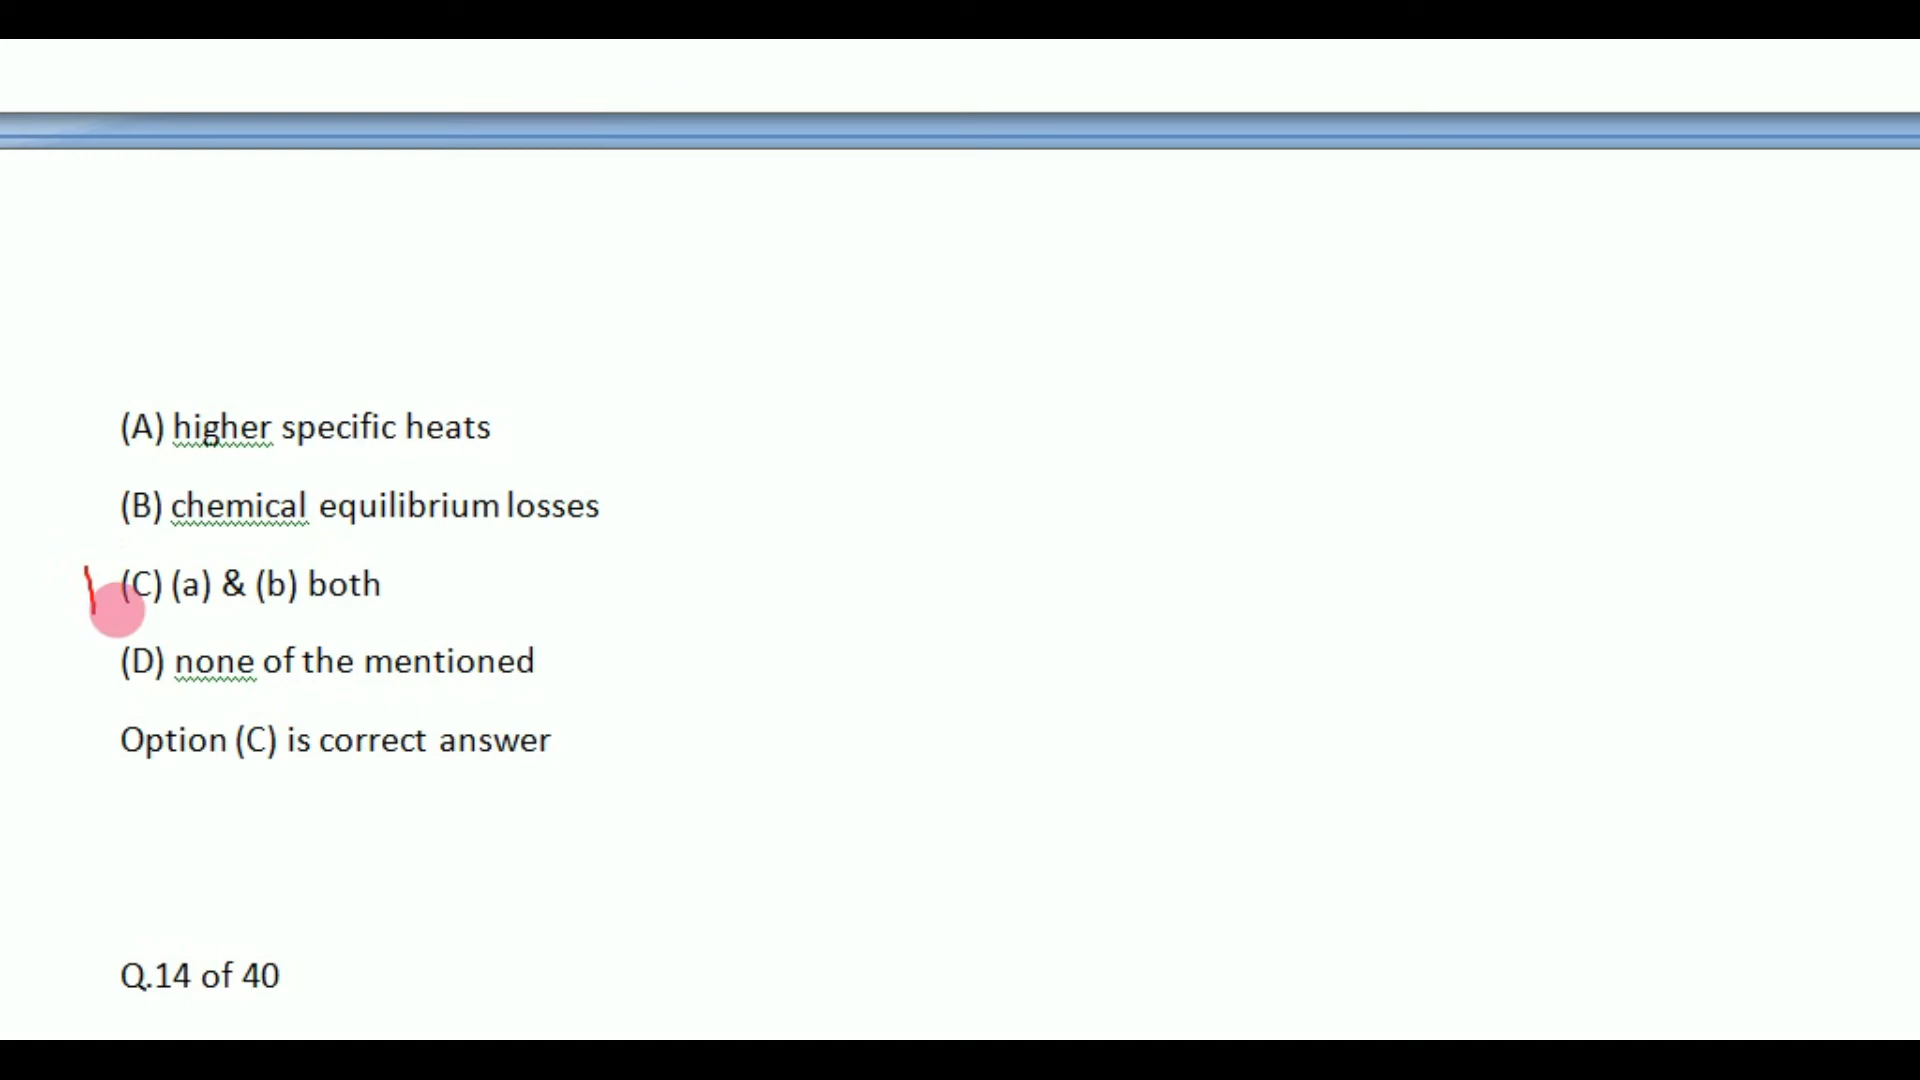 (A) higher specific heats
(B) chemical equilibrium losses
(C) (a) & (b) both
(D) none of the mentioned
Option (C) is correct answer
Q.14 of 40